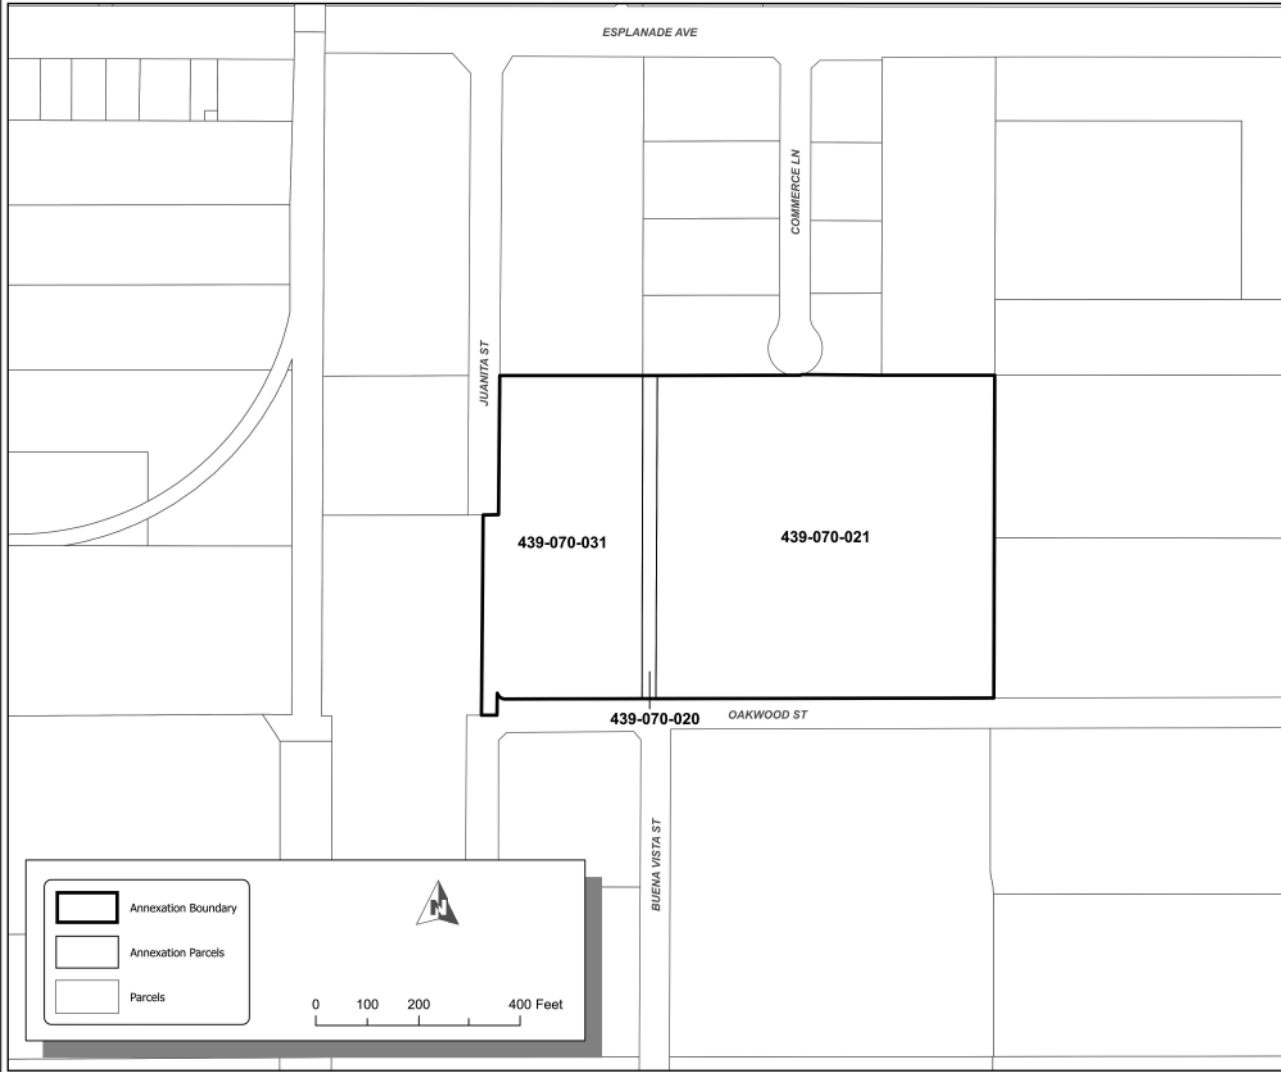 ESPLANADE AVE
COMMERCE LN
JUANITA ST
439-070-031
439-070-021
439-070-020
OAKWOOD ST
BUENA VISTA ST
Annexation Boundary
Annexation Parcels
Parcels
N
0 100 200 400 Feet